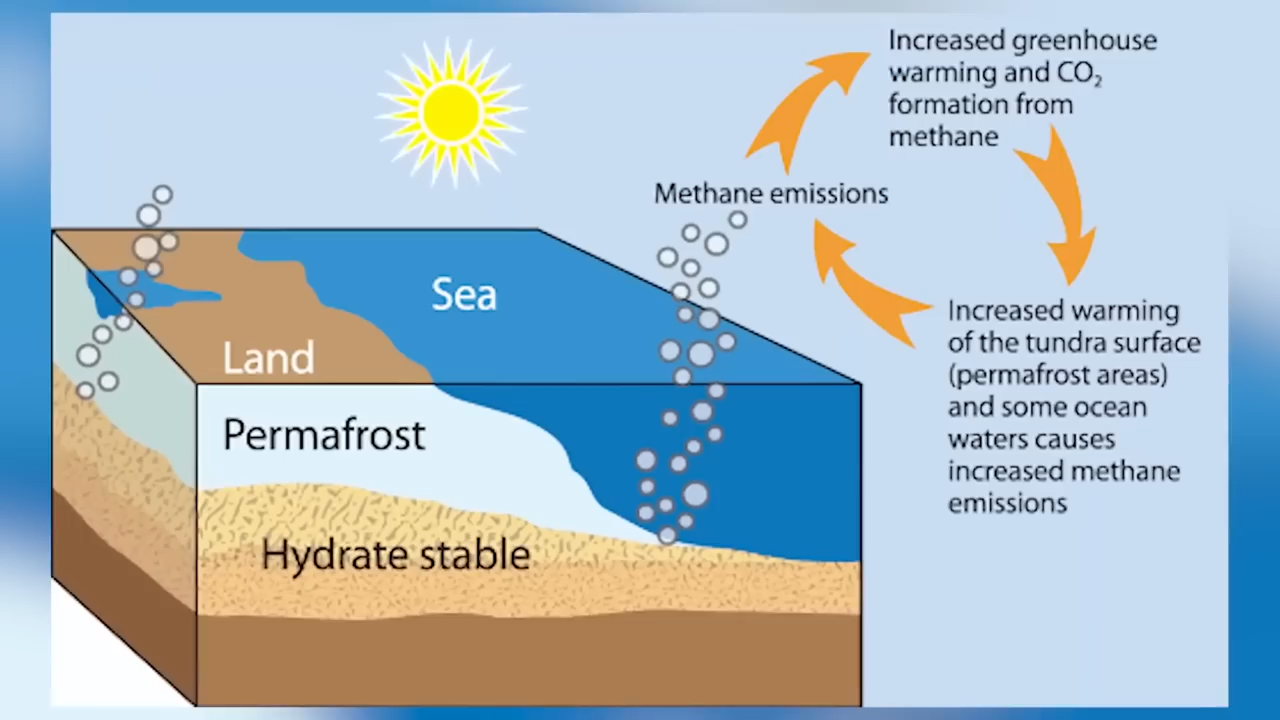 Increased greenhouse
warming and CO₂
formation from
methane
Methane emissions
Sea
Increased warming
of the tundra surface
(permafrost areas)
and some ocean
waters causes
increased methane
emissions
Land
Permafrost
Hydrate stable